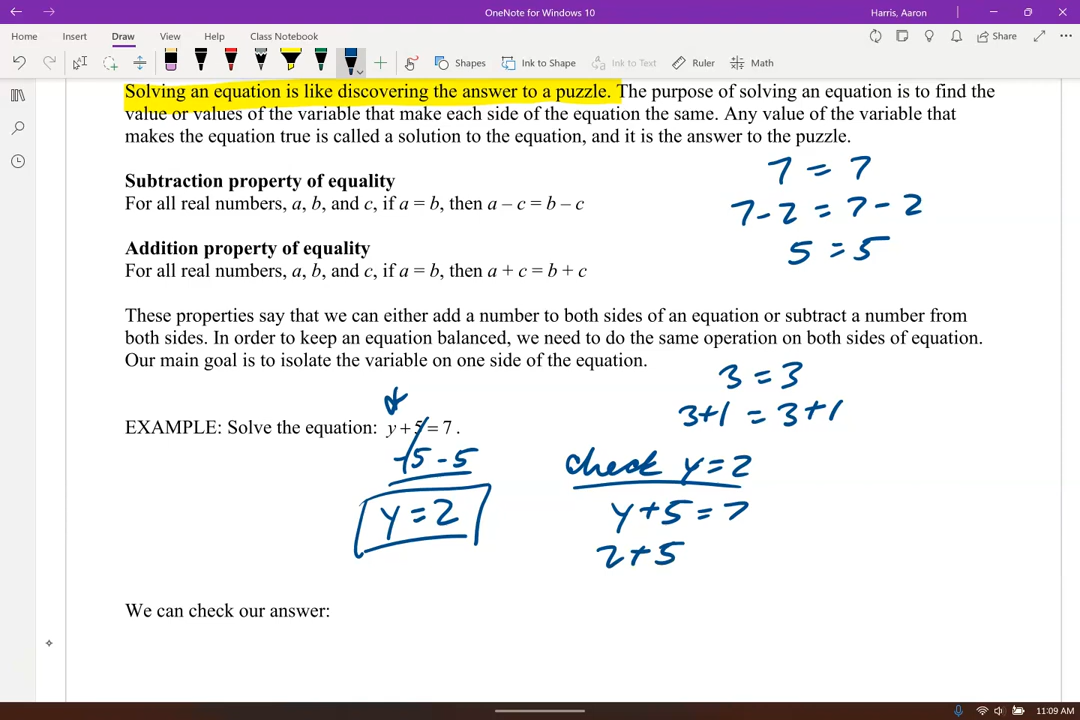 OneNote for Windows 10
Harris, Aaron
Home Insert Draw View Help Class Notebook
Share
Shapes Ink to Shape Ink to Text Ruler Math
Solving an equation is like discovering the answer to a puzzle. The purpose of solving an equation is to find the
value or values of the variable that make each side of the equation the same. Any value of the variable that
makes the equation true is called a solution to the equation, and it is the answer to the puzzle.
7 = 7
Subtraction property of equality
For all real numbers, a, b, and c, if a = b, then a – c = b – c
7-2 = 7-2
5 = 5
Addition property of equality
For all real numbers, a, b, and c, if a = b, then a + c = b + c
These properties say that we can either add a number to both sides of an equation or subtract a number from
both sides. In order to keep an equation balanced, we need to do the same operation on both sides of equation.
Our main goal is to isolate the variable on one side of the equation.
3 = 3
3+1 = 3+1
EXAMPLE: Solve the equation: y + 5 = 7 .
-5 -5
y = 2
check y=2
y+5=7
2+5
We can check our answer:
11:09 AM